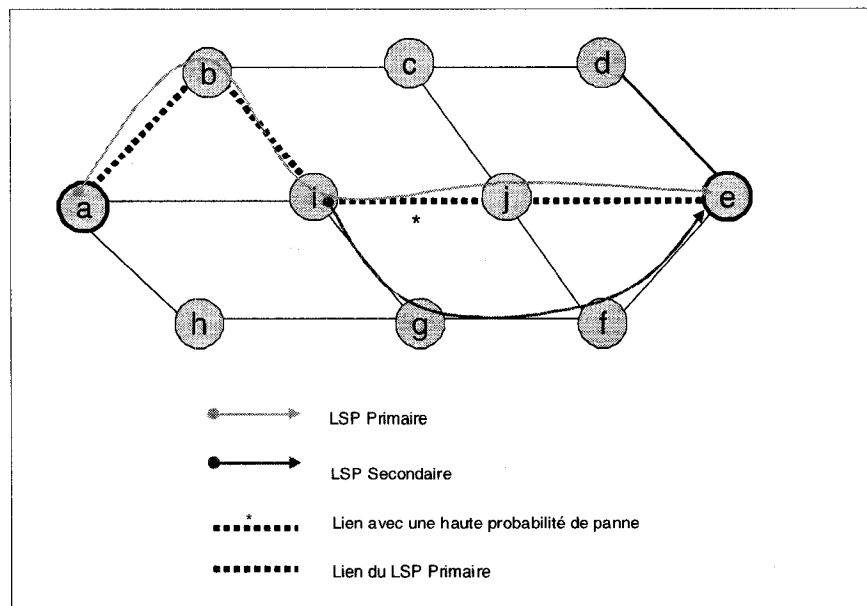 b
c
d
a
i
j
e
*
h
g
f
LSP Primaire
LSP Secondaire
*
Lien avec une haute probabilité de panne
Lien du LSP Primaire